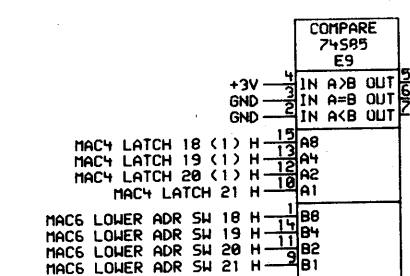 COMPARE
74S85
E9
+3V 4 IN A>B OUT 5
GND 3 IN A=B OUT 6
GND 2 IN A<B OUT 7
MAC4 LATCH 18 (1) H 15 A8
MAC4 LATCH 19 (1) H 13 A4
MAC4 LATCH 20 (1) H 12 A2
MAC4 LATCH 21 H 10 A1
MAC6 LOWER ADR SW 18 H 1 B8
MAC6 LOWER ADR SW 19 H 14 B4
MAC6 LOWER ADR SW 20 H 11 B2
MAC6 LOWER ADR SW 21 H 9 B1